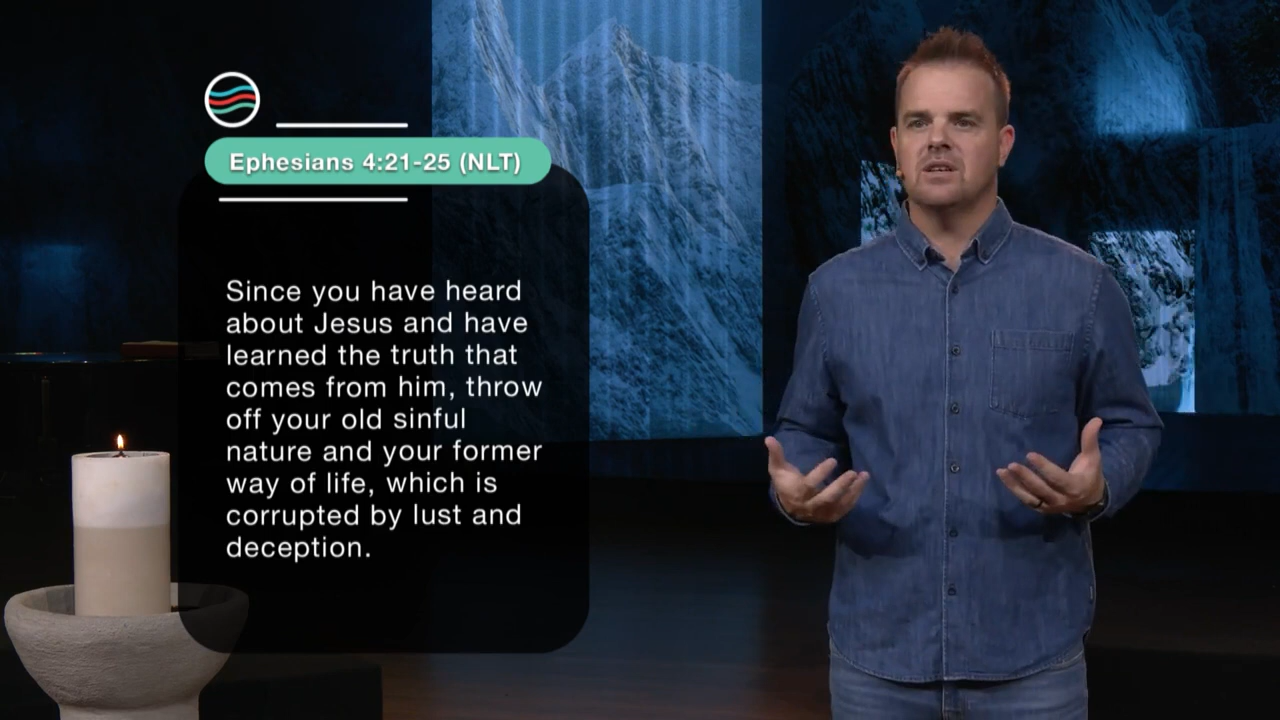 Ephesians 4:21-25 (NLT)
Since you have heard
about Jesus and have
learned the truth that
comes from him, throw
off your old sinful
nature and your former
way of life, which is
corrupted by lust and
deception.